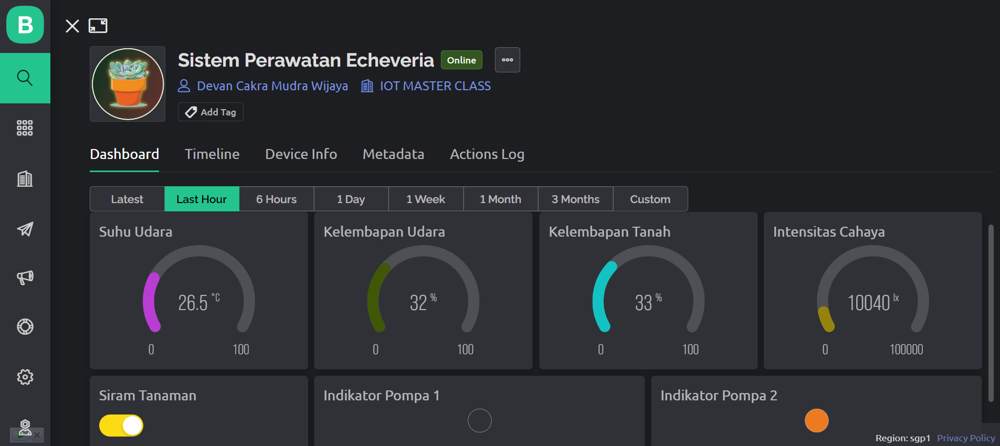 B
Sistem Perawatan Echeveria Online
Devan Cakra Mudra Wijaya IOT MASTER CLASS
Add Tag
Dashboard Timeline Device Info Metadata Actions Log
Latest Last Hour 6 Hours 1 Day 1 Week 1 Month 3 Months Custom
Suhu Udara Kelembapan Udara Kelembapan Tanah Intensitas Cahaya
26.5 °C 32 % 33 % 10040 lx
0 100 0 100 0 100 0 100000
Siram Tanaman Indikator Pompa 1 Indikator Pompa 2
Region: sgp1 Privacy Policy